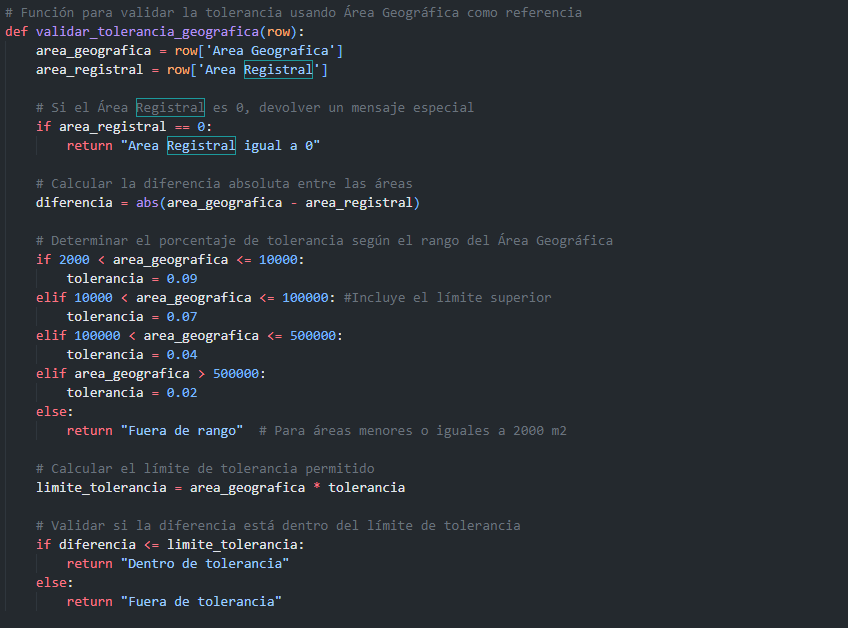 # Función para validar la tolerancia usando Área Geográfica como referencia
def validar_tolerancia_geografica(row):
    area_geografica = row['Area Geografica']
    area_registral = row['Area Registral']
    # Si el Área Registral es 0, devolver un mensaje especial
    if area_registral == 0:
        return "Area Registral igual a 0"
    # Calcular la diferencia absoluta entre las áreas
    diferencia = abs(area_geografica - area_registral)
    # Determinar el porcentaje de tolerancia según el rango del Área Geográfica
    if 2000 < area_geografica <= 10000:
        tolerancia = 0.09
    elif 10000 < area_geografica <= 100000: #Incluye el límite superior
        tolerancia = 0.07
    elif 100000 < area_geografica <= 500000:
        tolerancia = 0.04
    elif area_geografica > 500000:
        tolerancia = 0.02
    else:
        return "Fuera de rango"  # Para áreas menores o iguales a 2000 m2
    # Calcular el límite de tolerancia permitido
    limite_tolerancia = area_geografica * tolerancia
    # Validar si la diferencia está dentro del límite de tolerancia
    if diferencia <= limite_tolerancia:
        return "Dentro de tolerancia"
    else:
        return "Fuera de tolerancia"